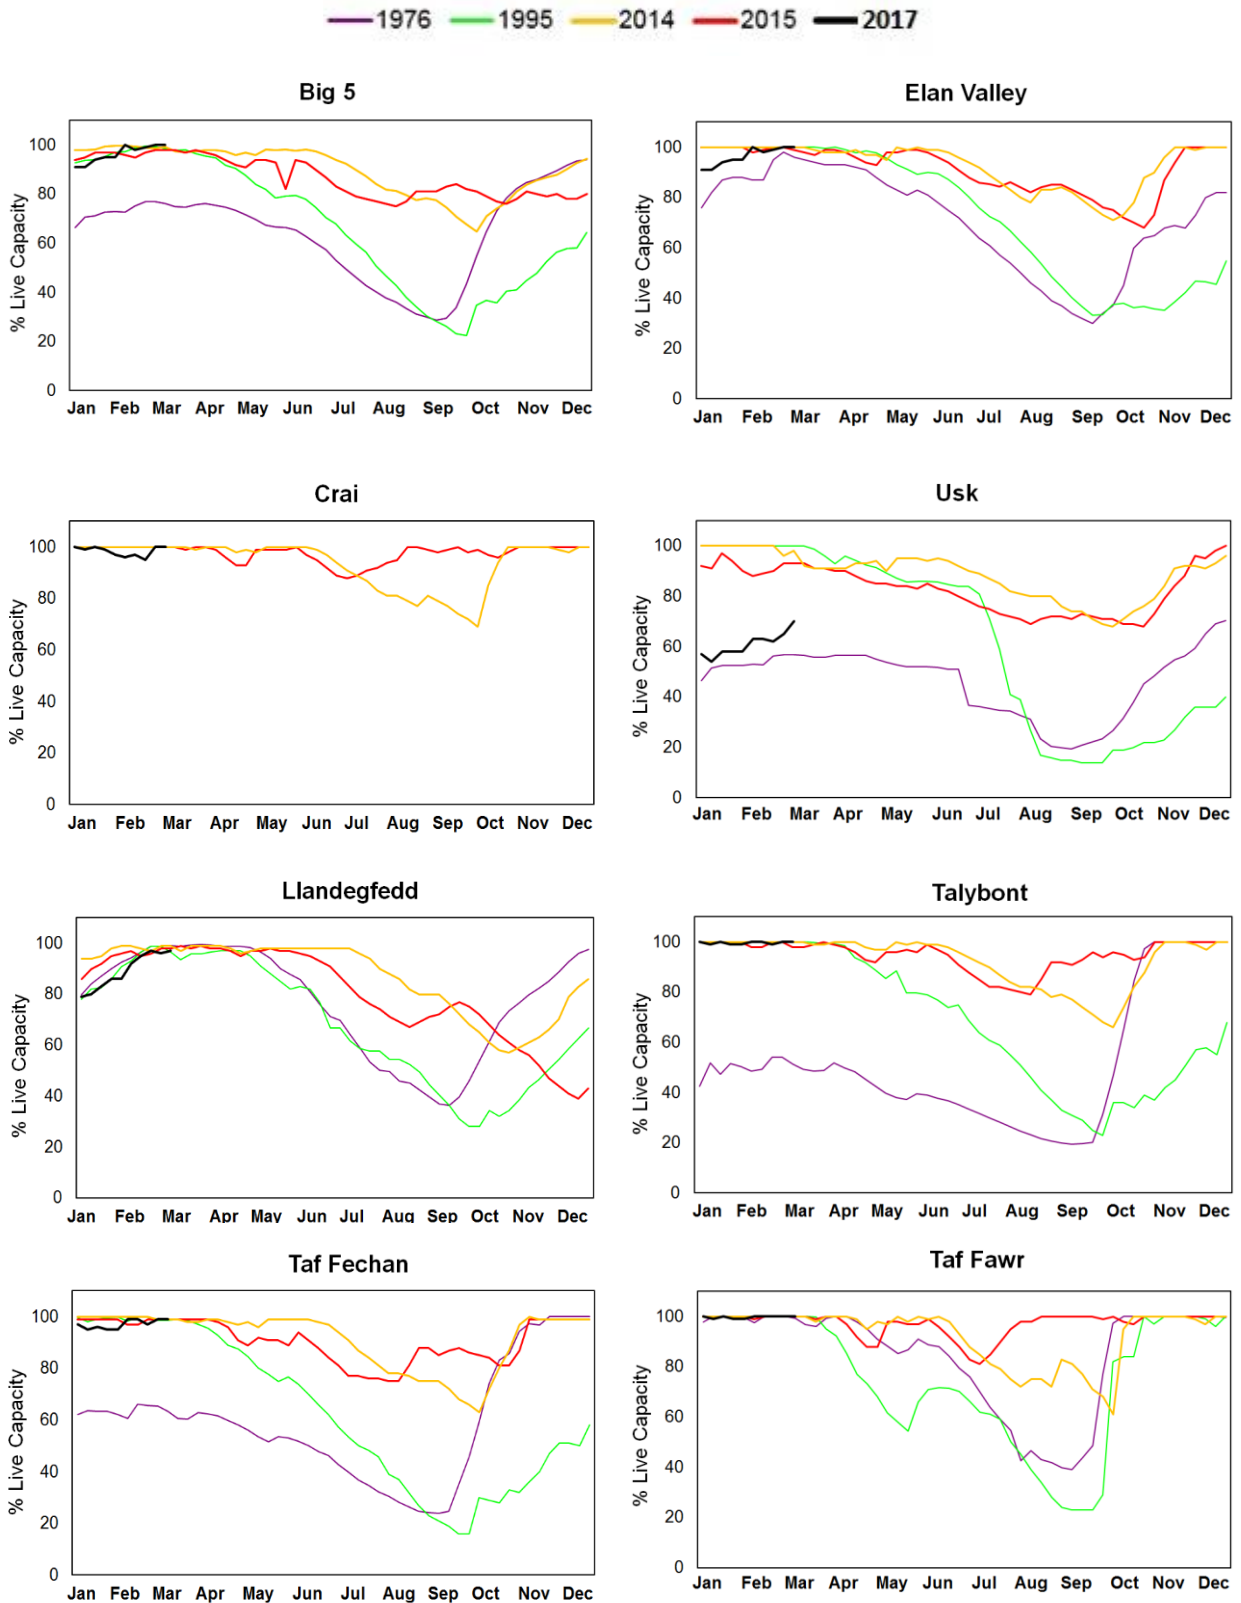 1976 1995 2014 2015 2017
Big 5
% Live Capacity
100
80
60
40
20
0
Jan Feb Mar Apr May Jun Jul Aug Sep Oct Nov Dec
Elan Valley
% Live Capacity
100
80
60
40
20
0
Jan Feb Mar Apr May Jun Jul Aug Sep Oct Nov Dec
Crai
% Live Capacity
100
80
60
40
20
0
Jan Feb Mar Apr May Jun Jul Aug Sep Oct Nov Dec
Usk
% Live Capacity
100
80
60
40
20
0
Jan Feb Mar Apr May Jun Jul Aug Sep Oct Nov Dec
Llandegfedd
% Live Capacity
100
80
60
40
20
0
Jan Feb Mar Apr May Jun Jul Aug Sep Oct Nov Dec
Talybont
% Live Capacity
100
80
60
40
20
0
Jan Feb Mar Apr May Jun Jul Aug Sep Oct Nov Dec
Taf Fechan
% Live Capacity
100
80
60
40
20
0
Jan Feb Mar Apr May Jun Jul Aug Sep Oct Nov Dec
Taf Fawr
% Live Capacity
100
80
60
40
20
0
Jan Feb Mar Apr May Jun Jul Aug Sep Oct Nov Dec